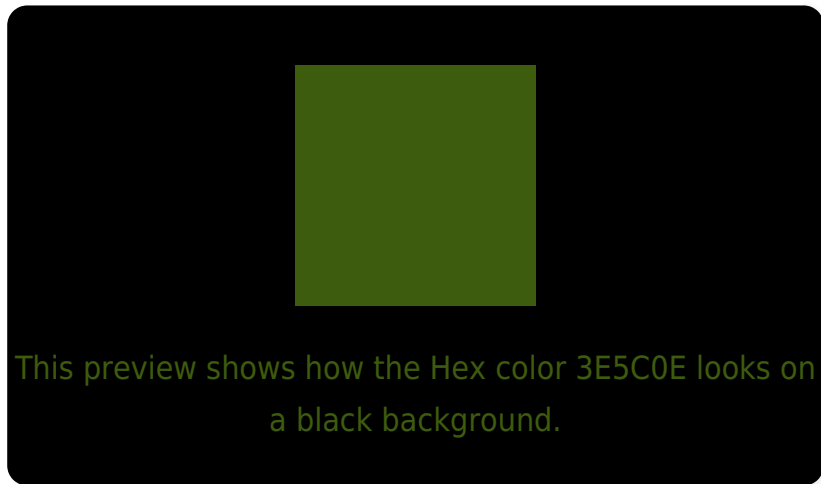 This preview shows how the Hex color 3E5C0E looks on
a black background.